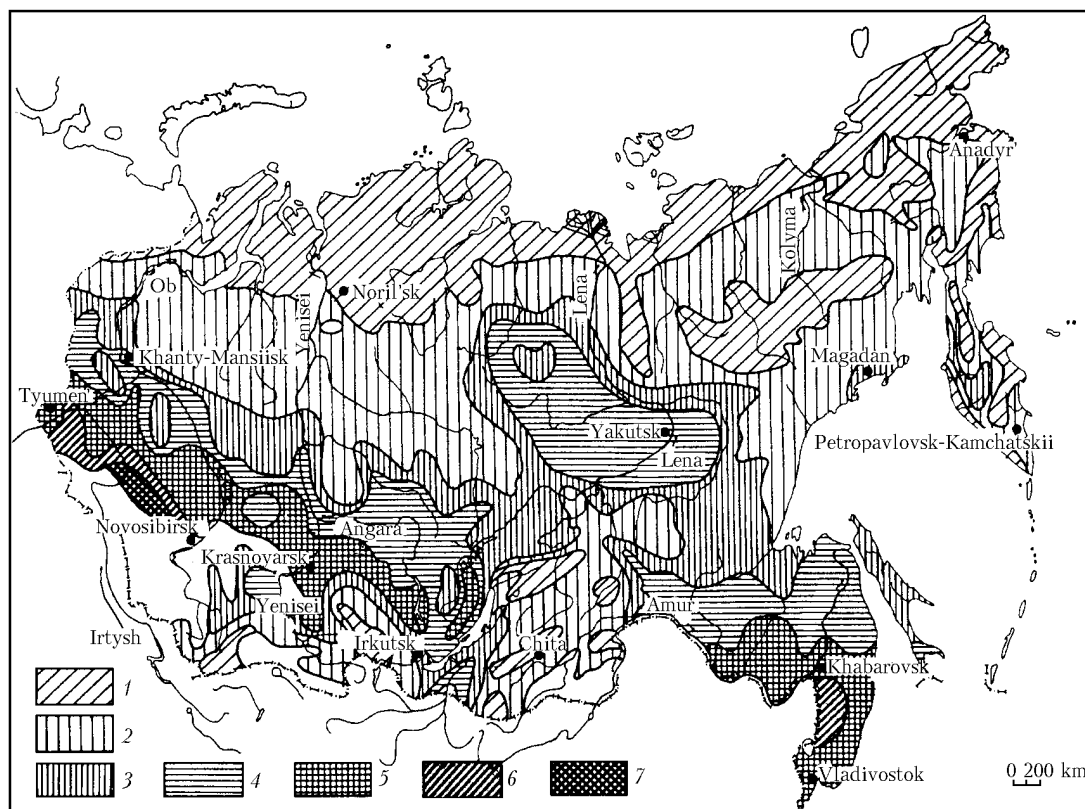 Anadyr'
Kolyma
Lena
Ob
Yenisei
Noril'sk
Khanty-Mansiisk
Magadan
Tyumen'
Yakutsk
Petropavlovsk-Kamchatskii
Lena
Novosibirsk
Angara
Krasnoyarsk
Yenisei
Amur
Irtysh
Irkutsk
Chita
Khabarovsk
1
2
3 4 5 6 7
Vladivostok
0 200 km